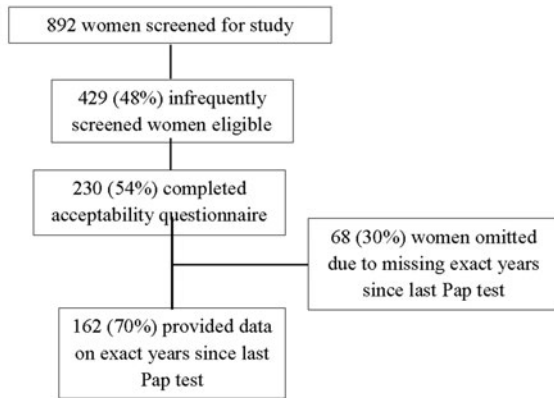 892 women screened for study
429 (48%) infrequently
screened women eligible
230 (54%) completed
acceptability questionnaire
68 (30%) women omitted
due to missing exact years
since last Pap test
162 (70%) provided data
on exact years since last
Pap test